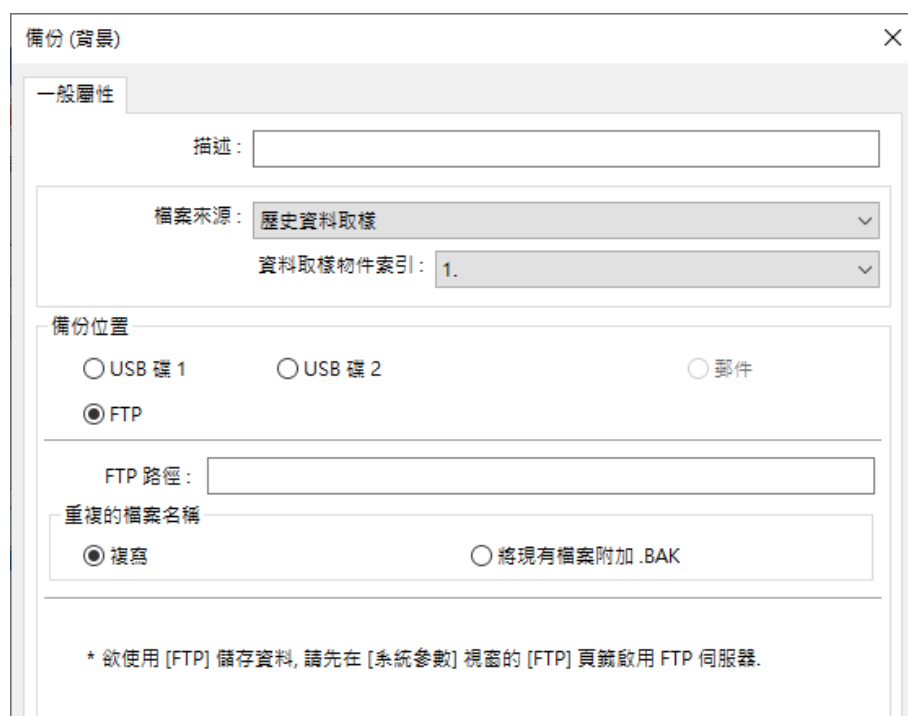 備份 (背景)
一般屬性
描述 :
檔案來源 : 歷史資料取樣
資料取樣物件索引 : 1.
備份位置
USB 碟 1 USB 碟 2 郵件
FTP
FTP 路徑 :
重複的檔案名稱
複寫 將現有檔案附加 .BAK
* 欲使用 [FTP] 儲存資料, 請先在 [系統參數] 視窗的 [FTP] 頁籤啟用 FTP 伺服器.